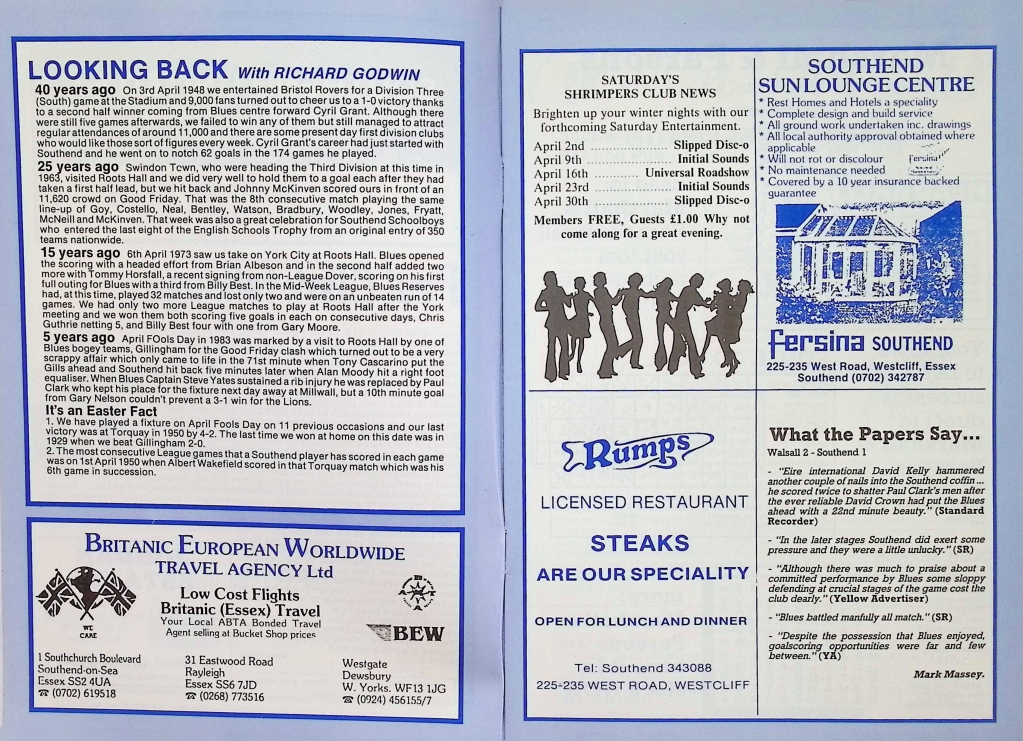 LOOKING BACK With RICHARD GODWIN
40 years ago On 3rd April 1948 we entertained Bristol Rovers for a Division Three
(South) game at the Stadium and 9,000 fans turned out to cheer us to a 1-0 victory thanks
to a second half winner coming from Blues centre forward Cyril Grant. Although there
were still five games afterwards, we failed to win any of them but still managed to attract
regular attendances of around 11,000 and there are some present day first division clubs
who would like those sort of figures every week. Cyril Grant's career had just started with
Southend and he went on to notch 62 goals in the 174 games he played.
25 years ago Swindon Town, who were heading the Third Division at this time in
1963, visited Roots Hall and we did very well to hold them to a goal each after they had
taken a first half lead, but we hit back and Johnny McKinven scored ours in front of an
11,620 crowd on Good Friday. That was the 8th consecutive match playing the same
line-up of Goy, Costello, Neal, Bentley, Watson, Bradbury, Woodley, Jones, Fryatt,
McNeill and McKinven. That week was also a great celebration for Southend Schoolboys
who entered the last eight of the English Schools Trophy from an original entry of 350
teams nationwide.
15 years ago 6th April 1973 saw us take on York City at Roots Hall. Blues opened
the scoring with a headed effort from Brian Albeson and in the second half added two
more with Tommy Horsfall, a recent signing from non-League Dover, scoring on his first
full outing for Blues with a third from Billy Best. In the Mid-Week League, Blues Reserves
had, at this time, played 32 matches and lost only two and were on an unbeaten run of 14
games. We had only two more League matches to play at Roots Hall after the York
meeting and we won them both scoring five goals in each on consecutive days, Chris
Guthrie netting 5, and Billy Best four with one from Gary Moore.
5 years ago April FOols Day in 1983 was marked by a visit to Roots Hall by one of
Blues bogey teams, Gillingham for the Good Friday clash which turned out to be a very
scrappy affair which only came to life in the 71st minute when Tony Cascarino put the
Gills ahead and Southend hit back five minutes later when Alan Moody hit a right foot
equaliser. When Blues Captain Steve Yates sustained a rib injury he was replaced by Paul
Clark who kept his place for the fixture next day away at Millwall, but a 10th minute goal
from Gary Nelson couldn't prevent a 3-1 win for the Lions.
It's an Easter Fact
1. We have played a fixture on April Fools Day on 11 previous occasions and our last
victory was at Torquay in 1950 by 4-2. The last time we won at home on this date was in
1929 when we beat Gillingham 2-0.
2. The most consecutive League games that a Southend player has scored in each game
was on 1st April 1950 when Albert Wakefield scored in that Torquay match which was his
6th game in succession.
BRITANIC EUROPEAN WORLDWIDE
TRAVEL AGENCY Ltd
WE
CARE
Low Cost Flights
Britanic (Essex) Travel
Your Local ABTA Bonded Travel
Agent selling at Bucket Shop prices
BEW
1 Southchurch Boulevard
Southend-on-Sea
Essex SS2 4UA
☎ (0702) 619518
31 Eastwood Road
Rayleigh
Essex SS6 7JD
☎ (0268) 773516
Westgate
Dewsbury
W. Yorks. WF13 1JG
☎ (0924) 456155/7
SATURDAY'S
SHRIMPERS CLUB NEWS
Brighten up your winter nights with our
forthcoming Saturday Entertainment.
April 2nd ........................ Slipped Disc-o
April 9th ........................ Initial Sounds
April 16th ................ Universal Roadshow
April 23rd ...................... Initial Sounds
April 30th ...................... Slipped Disc-o
Members FREE, Guests £1.00 Why not
come along for a great evening.
SOUTHEND
SUN LOUNGE CENTRE
* Rest Homes and Hotels a speciality
* Complete design and build service
* All ground work undertaken inc. drawings
* All local authority approval obtained where
applicable
* Will not rot or discolour
* No maintenance needed
* Covered by a 10 year insurance backed
guarantee
fersina
fersina SOUTHEND
225-235 West Road, Westcliff, Essex
Southend (0702) 342787
Rumps
LICENSED RESTAURANT
STEAKS
ARE OUR SPECIALITY
OPEN FOR LUNCH AND DINNER
Tel: Southend 343088
225-235 WEST ROAD, WESTCLIFF
What the Papers Say...
Walsall 2 - Southend 1
- "Eire international David Kelly hammered
another couple of nails into the Southend coffin ...
he scored twice to shatter Paul Clark's men after
the ever reliable David Crown had put the Blues
ahead with a 22nd minute beauty." (Standard
Recorder)
- "In the later stages Southend did exert some
pressure and they were a little unlucky." (SR)
- "Although there was much to praise about a
committed performance by Blues some sloppy
defending at crucial stages of the game cost the
club dearly." (Yellow Advertiser)
- "Blues battled manfully all match." (SR)
- "Despite the possession that Blues enjoyed,
goalscoring opportunities were far and few
between." (YA)
Mark Massey.